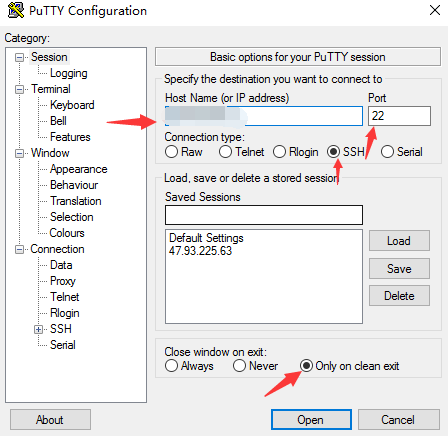 PuTTY Configuration
Category:
Session
Logging
Terminal
Keyboard
Bell
Features
Window
Appearance
Behaviour
Translation
Selection
Colours
Connection
Data
Proxy
Telnet
Rlogin
SSH
Serial
Basic options for your PuTTY session
Specify the destination you want to connect to
Host Name (or IP address) Port
22
Connection type:
Raw Telnet Rlogin SSH Serial
Load, save or delete a stored session
Saved Sessions
Default Settings
47.93.225.63
Load
Save
Delete
Close window on exit:
Always Never Only on clean exit
About Open Cancel